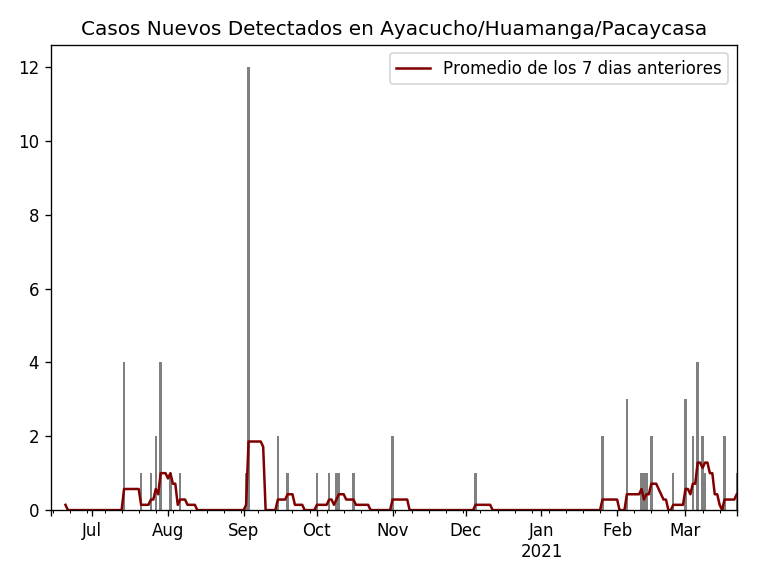 Casos Nuevos Detectados en Ayacucho/Huamanga/Pacaycasa
Promedio de los 7 dias anteriores
12
10
8
6
4
2
0
Jul Aug Sep Oct Nov Dec Jan Feb Mar
2021